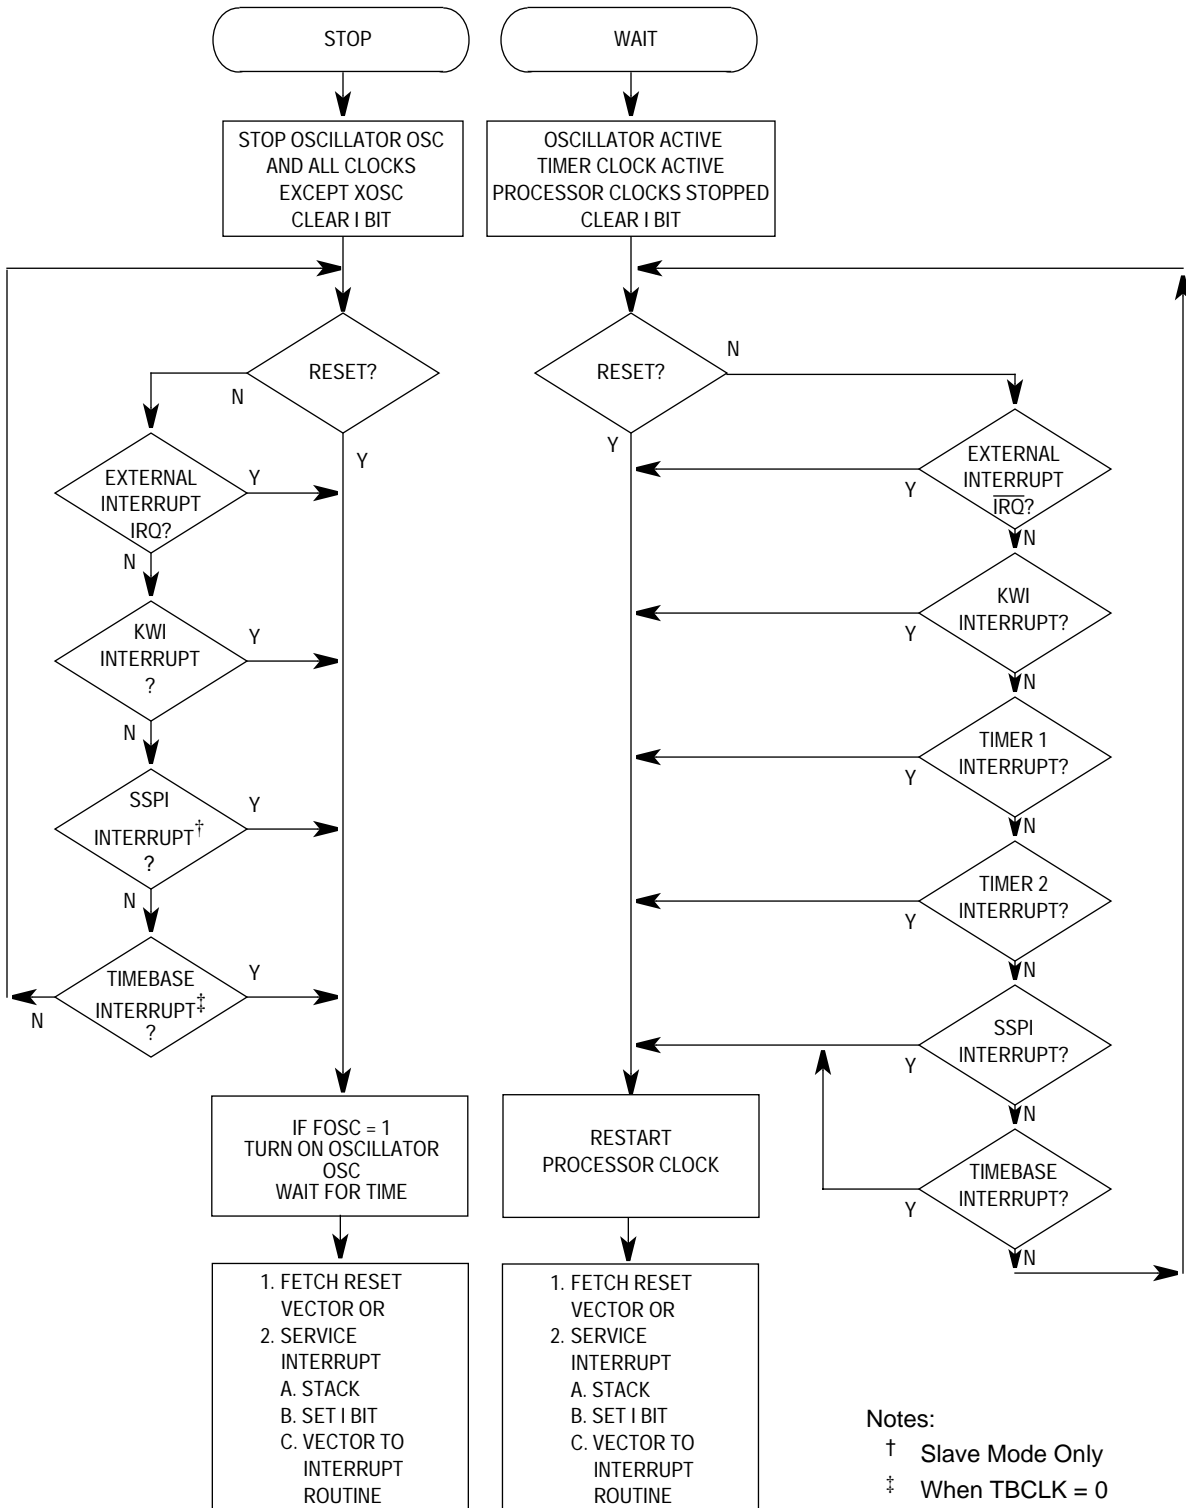 STOP
STOP OSCILLATOR OSC
AND ALL CLOCKS
EXCEPT XOSC
CLEAR I BIT
RESET?
N
Y
EXTERNAL
INTERRUPT
IRQ?
Y
N
KWI
INTERRUPT
?
Y
N
SSPI
INTERRUPT†
?
Y
N
TIMEBASE
INTERRUPT‡
?
Y
N
IF FOSC = 1
TURN ON OSCILLATOR
OSC
WAIT FOR TIME
1. FETCH RESET
VECTOR OR
2. SERVICE
INTERRUPT
A. STACK
B. SET I BIT
C. VECTOR TO
INTERRUPT
ROUTINE
WAIT
OSCILLATOR ACTIVE
TIMER CLOCK ACTIVE
PROCESSOR CLOCKS STOPPED
CLEAR I BIT
RESET?
N
Y
EXTERNAL
INTERRUPT
I̅R̅Q̅?
Y
N
KWI
INTERRUPT?
Y
N
TIMER 1
INTERRUPT?
Y
N
TIMER 2
INTERRUPT?
Y
N
SSPI
INTERRUPT?
Y
N
TIMEBASE
INTERRUPT?
Y
N
RESTART
PROCESSOR CLOCK
1. FETCH RESET
VECTOR OR
2. SERVICE
INTERRUPT
A. STACK
B. SET I BIT
C. VECTOR TO
INTERRUPT
ROUTINE
Notes:
† Slave Mode Only
‡ When TBCLK = 0